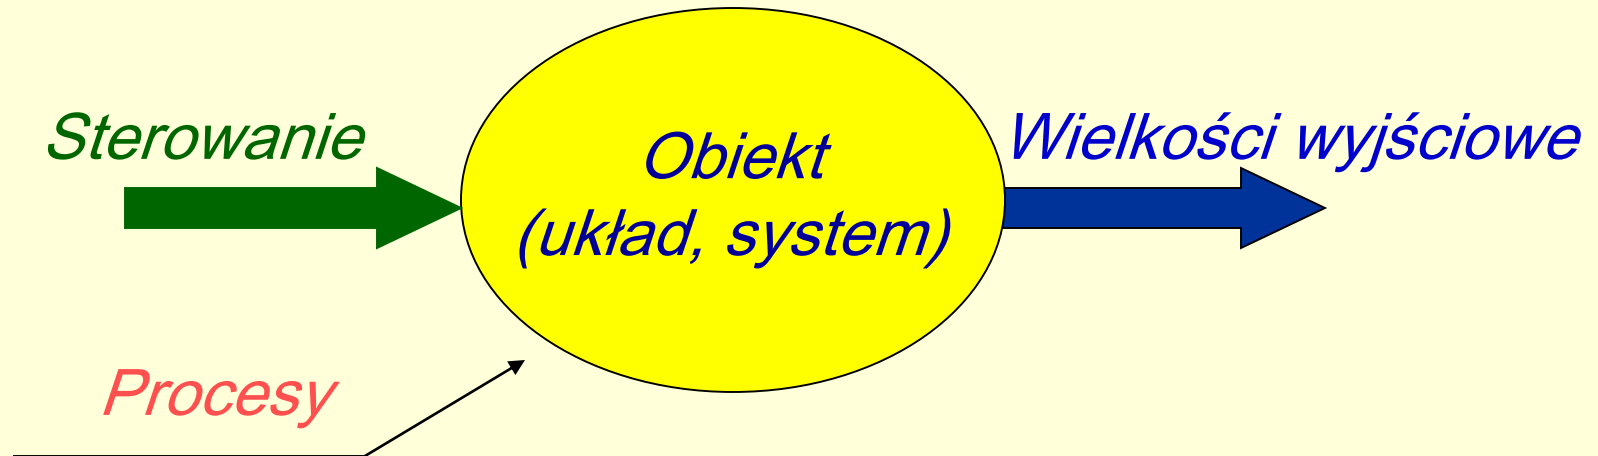 Sterowanie
Obiekt
(układ, system)
Wielkości wyjściowe
Procesy